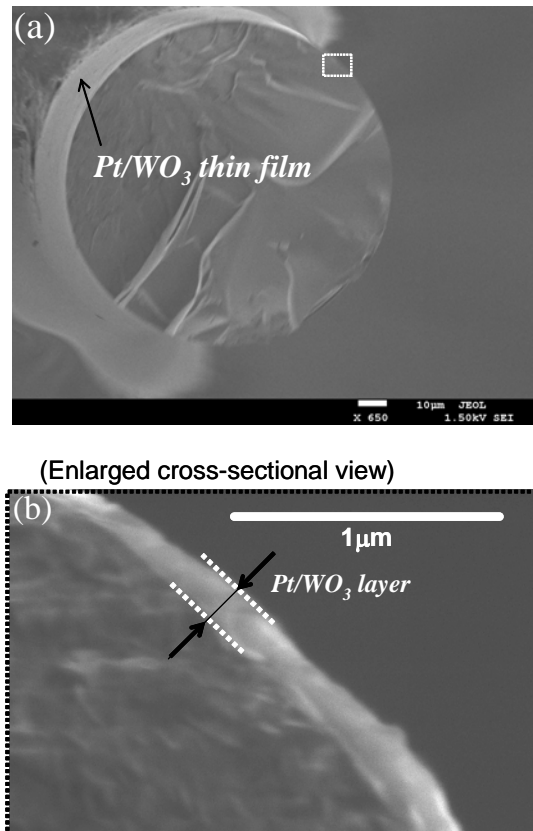 (a)
Pt/WO₃ thin film
10μm JEOL
X 650 1.50kV SEI
(Enlarged cross-sectional view)
(b)
1μm
Pt/WO₃ layer